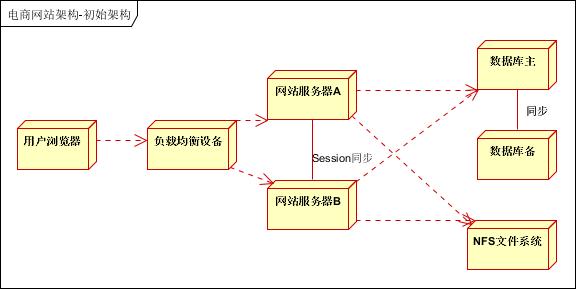 电商网站架构-初始架构
网站服务器A
数据库主
同步
用户浏览器
负载均衡设备
数据库备
Session同步
网站服务器B
NFS文件系统